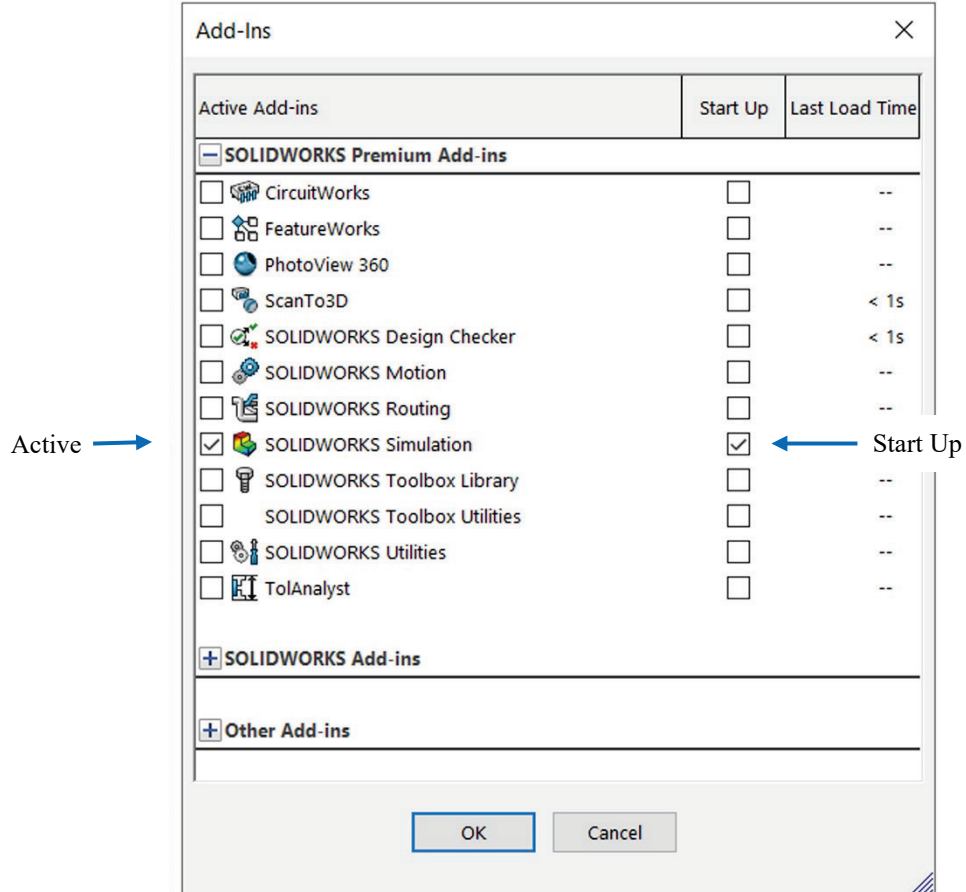 Add-Ins
Active Add-ins Start Up Last Load Time
SOLIDWORKS Premium Add-ins
CircuitWorks --
FeatureWorks --
PhotoView 360 --
ScanTo3D < 1s
SOLIDWORKS Design Checker < 1s
SOLIDWORKS Motion --
SOLIDWORKS Routing --
Active SOLIDWORKS Simulation Start Up
SOLIDWORKS Toolbox Library --
SOLIDWORKS Toolbox Utilities --
SOLIDWORKS Utilities --
TolAnalyst --
SOLIDWORKS Add-ins
Other Add-ins
OK Cancel